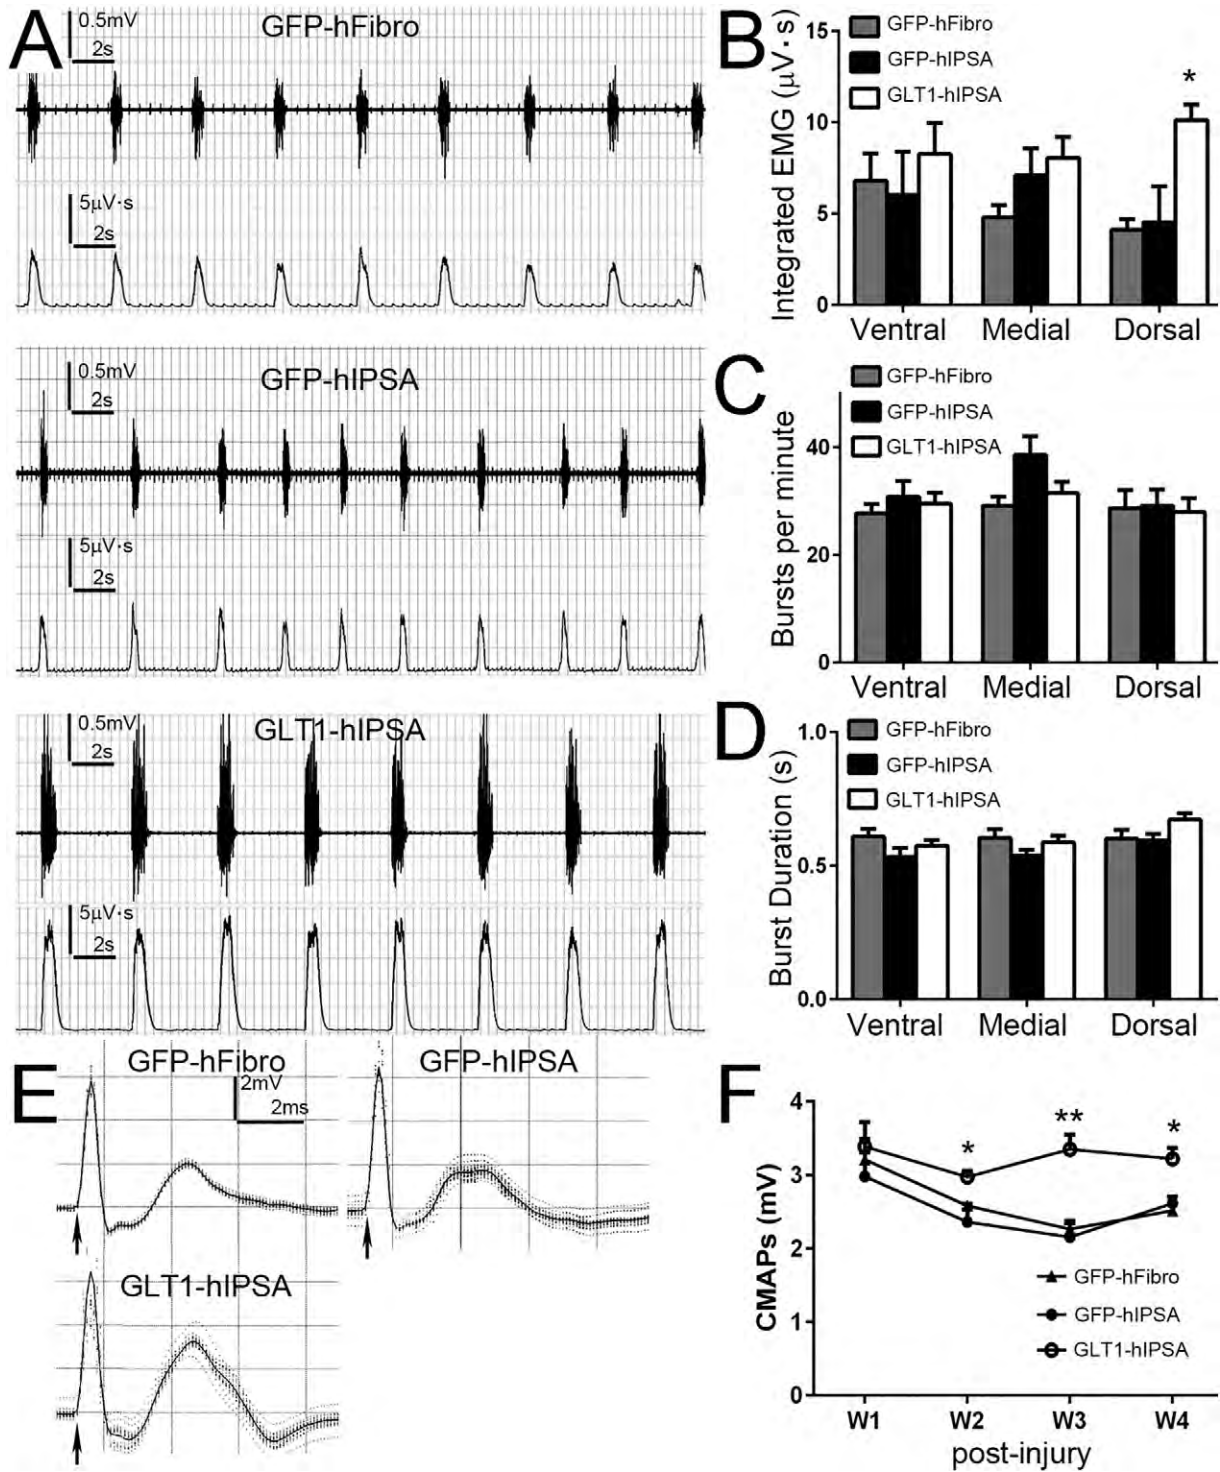 A
0.5mV
2s
GFP-hFibro
5μV·s
2s
0.5mV
2s
GFP-hIPSA
5μV·s
2s
0.5mV
2s
GLT1-hIPSA
5μV·s
2s
B
Integrated EMG (μV·s)
15
10
5
0
GFP-hFibro
GFP-hIPSA
GLT1-hIPSA
*
Ventral Medial Dorsal
C
Bursts per minute
40
20
0
GFP-hFibro
GFP-hIPSA
GLT1-hIPSA
Ventral Medial Dorsal
D
Burst Duration (s)
1.0
0.5
0.0
GFP-hFibro
GFP-hIPSA
GLT1-hIPSA
Ventral Medial Dorsal
E
GFP-hFibro
2mV
2ms
GFP-hIPSA
GLT1-hIPSA
F
CMAPs (mV)
4
3
2
1
0
* ** *
GFP-hFibro
GFP-hIPSA
GLT1-hIPSA
W1 W2 W3 W4
post-injury